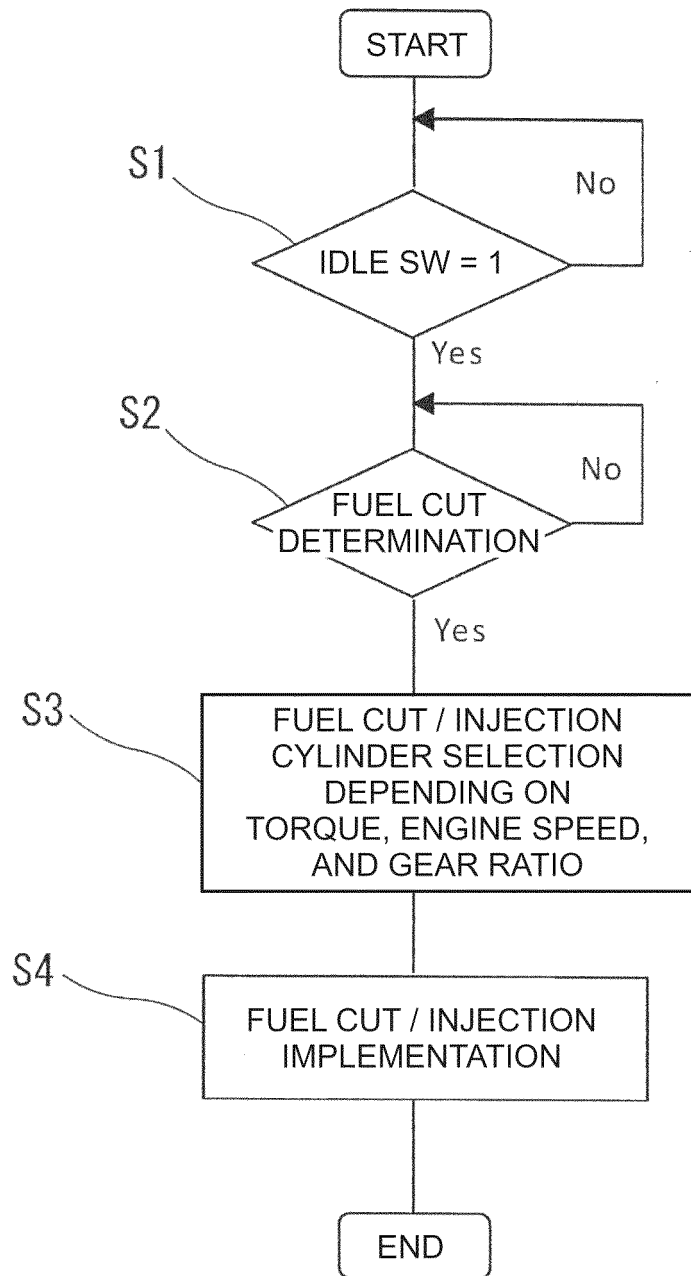 START
S1
No
IDLE SW = 1
Yes
S2
No
FUEL CUT
DETERMINATION
Yes
S3
FUEL CUT / INJECTION
CYLINDER SELECTION
DEPENDING ON
TORQUE, ENGINE SPEED,
AND GEAR RATIO
S4
FUEL CUT / INJECTION
IMPLEMENTATION
END